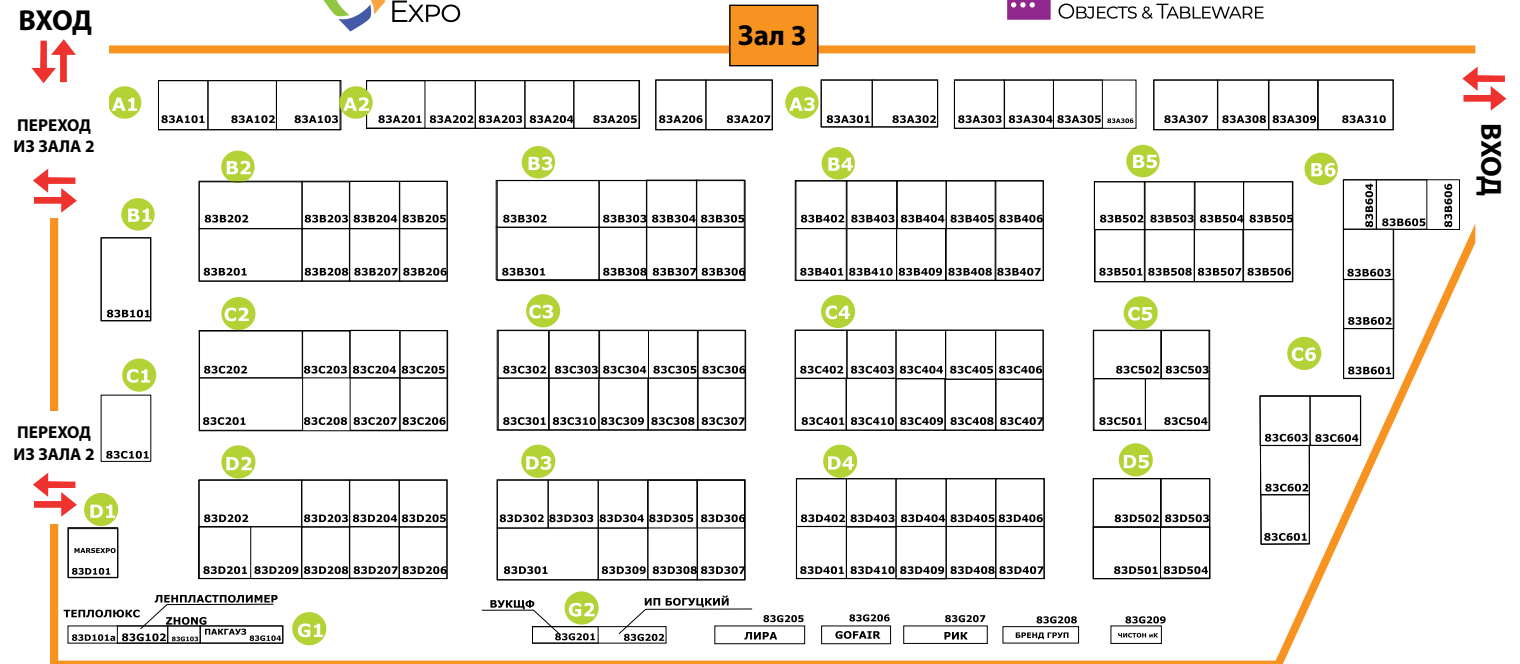 ВХОД
EXPO
Зал 3
OBJECTS & TABLEWARE
A1
83A101 83A102 83A103
A2
83A201 83A202 83A203 83A204 83A205
83A206 83A207
A3
83A301 83A302
83A303 83A304 83A305 83A306
83A307 83A308 83A309 83A310
ПЕРЕХОД
ИЗ ЗАЛА 2
ВХОД
B1
83B101
B2
83B202 83B203 83B204 83B205
83B201 83B208 83B207 83B206
B3
83B302 83B303 83B304 83B305
83B301 83B308 83B307 83B306
B4
83B402 83B403 83B404 83B405 83B406
83B401 83B410 83B409 83B408 83B407
B5
83B502 83B503 83B504 83B505
83B501 83B508 83B507 83B506
B6
83B604 83B605 83B606
83B603
83B602
83B601
C1
83C101
C2
83C202 83C203 83C204 83C205
83C201 83C208 83C207 83C206
C3
83C302 83C303 83C304 83C305 83C306
83C301 83C310 83C309 83C308 83C307
C4
83C402 83C403 83C404 83C405 83C406
83C401 83C410 83C409 83C408 83C407
C5
83C502 83C503
83C501 83C504
C6
83C603 83C604
83C602
83C601
ПЕРЕХОД
ИЗ ЗАЛА 2
D1
MARSEXPO
83D101
D2
83D202 83D203 83D204 83D205
83D201 83D209 83D208 83D207 83D206
D3
83D302 83D303 83D304 83D305 83D306
83D301 83D309 83D308 83D307
D4
83D402 83D403 83D404 83D405 83D406
83D401 83D410 83D409 83D408 83D407
D5
83D502 83D503
83D501 83D504
ТЕПЛОЛЮКС
ЛЕНПЛАСТПОЛИМЕР
ZHONG
83D101a 83G102 83G103 ПАКГАУЗ 83G104
G1
ВУКЩФ
G2
ИП БОГУЦКИЙ
83G201 83G202
83G205
ЛИРА
83G206
GOFAIR
83G207
РИК
83G208
БРЕНД ГРУП
83G209
ЧИСТОН иК